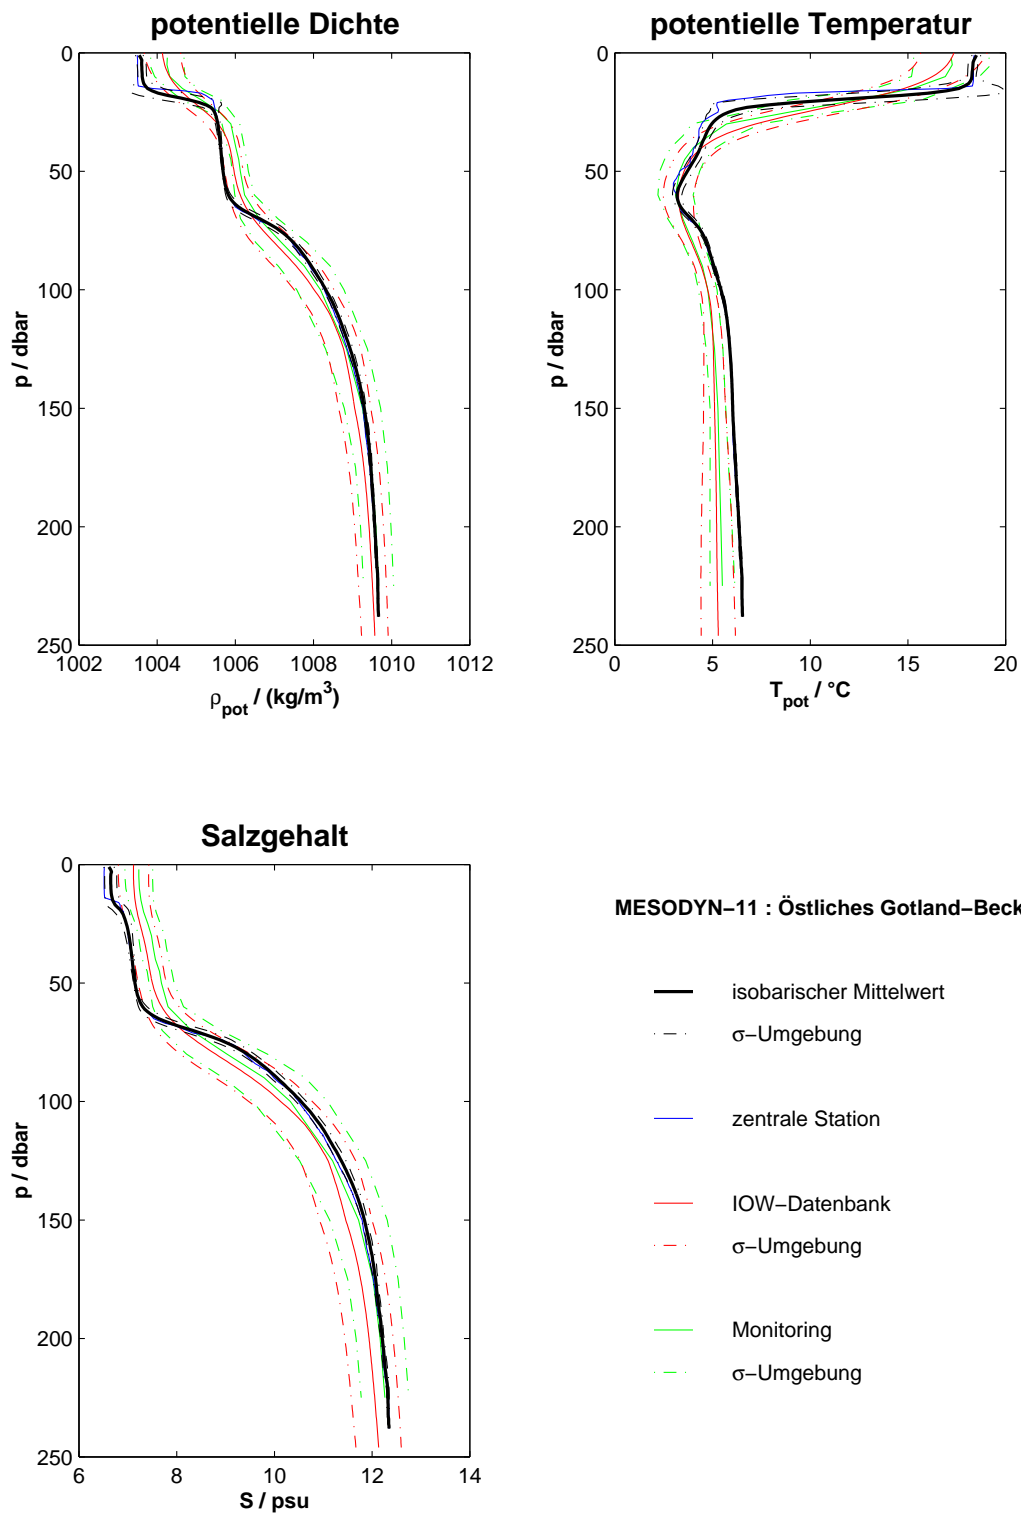 potentielle Dichte
0
50
100
150
200
250
p / dbar
1002 1004 1006 1008 1010 1012
ρpot / (kg/m3)
potentielle Temperatur
0
50
100
150
200
250
p / dbar
0 5 10 15 20
Tpot / °C
Salzgehalt
0
50
100
150
200
250
p / dbar
6 8 10 12 14
S / psu
MESODYN−11 : Östliches Gotland−Beck
isobarischer Mittelwert
σ−Umgebung
zentrale Station
IOW−Datenbank
σ−Umgebung
Monitoring
σ−Umgebung